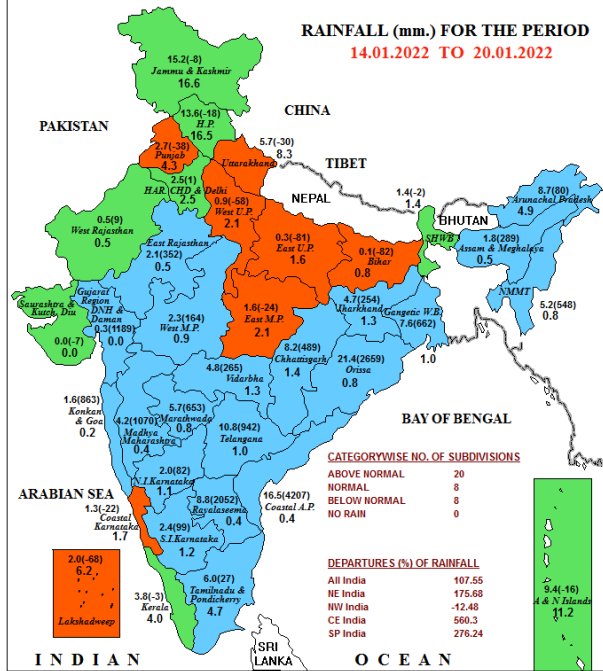 RAINFALL (mm.) FOR THE PERIOD
14.01.2022 TO 20.01.2022
15.2(-8)
Jammu & Kashmir
16.6
CHINA
13.6(-18)
H.P.
16.5
PAKISTAN
2.7(-38)
Punjab
4.3
5.7(-30)
Uttarakhand
8.3
TIBET
2.5(1)
HAR. CHD & Delhi
2.5
NEPAL
0.9(-58)
West U.P.
2.1
1.4(-2)
1.4
SHWB
BHUTAN
8.7(80)
Arunachal Pradesh
4.9
0.5(9)
West Rajasthan
0.5
East Rajasthan
2.1(352)
0.5
0.3(-81)
East U.P.
1.6
0.1(-82)
Bihar
0.8
1.8(289)
Assam & Meghalaya
0.5
NMMT
5.2(548)
0.8
Saurashtra &
Kutch, Diu
0.0(-7)
0.0
Gujarat
Region
DNH &
Daman
0.3(1189)
0.0
2.3(164)
West M.P.
0.9
1.6(-24)
East M.P.
2.1
4.7(254)
Jharkhand
1.3
Gangetic W.B.
7.6(662)
1.0
8.2(489)
Chhattisgarh
1.4
21.4(2659)
Orissa
0.8
4.8(265)
Vidarbha
1.3
1.6(863)
Konkan
& Goa
0.2
4.2(1070)
Madhya
Maharashtra
0.4
5.7(653)
Marathwada
0.8
10.8(942)
Telangana
1.0
BAY OF BENGAL
2.0(82)
N.I.Karnataka
1.1
ARABIAN SEA
1.3(-22)
Coastal
Karnataka
1.7
8.8(2052)
Rayalaseema
0.4
16.5(4207)
Coastal A.P.
0.4
2.4(99)
S.I.Karnataka
1.2
2.0(-68)
6.2
Lakshadweep
3.8(-3)
Kerala
4.0
6.0(27)
Tamilnadu &
Pondicherry
4.7
CATEGORYWISE NO. OF SUBDIVISIONS
ABOVE NORMAL 20
NORMAL 8
BELOW NORMAL 8
NO RAIN 0
DEPARTURES (%) OF RAINFALL
All India 107.55
NE India 175.68
NW India -12.48
CE India 560.3
SP India 276.24
9.4(-16)
A & N Islands
11.2
SRI
LANKA
INDIAN OCEAN